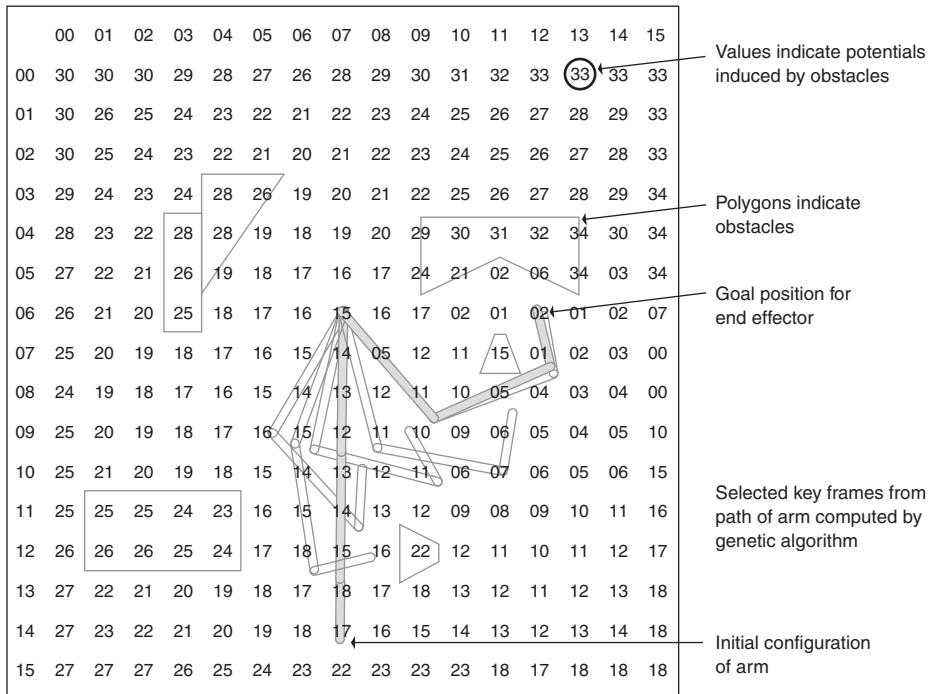 00 01 02 03 04 05 06 07 08 09 10 11 12 13 14 15
00 30 30 30 29 28 27 26 28 29 30 31 32 33 33 33 33
01 30 26 25 24 23 22 21 22 23 24 25 26 27 28 29 33
02 30 25 24 23 22 21 20 21 22 23 24 25 26 27 28 33
03 29 24 23 24 28 26 19 20 21 22 25 26 27 28 29 34
04 28 23 22 28 28 19 18 19 20 29 30 31 32 34 30 34
05 27 22 21 26 19 18 17 16 17 24 21 02 06 34 03 34
06 26 21 20 25 18 17 16 15 16 17 02 01 02 01 02 07
07 25 20 19 18 17 16 15 14 05 12 11 15 01 02 03 00
08 24 19 18 17 16 15 14 13 12 11 10 05 04 03 04 00
09 25 20 19 18 17 16 15 12 11 10 09 06 05 04 05 10
10 25 21 20 19 18 15 14 13 12 11 06 07 06 05 06 15
11 25 25 25 24 23 16 15 14 13 12 09 08 09 10 11 16
12 26 26 26 25 24 17 18 15 16 22 12 11 10 11 12 17
13 27 22 21 20 19 18 17 18 17 18 13 12 11 12 13 18
14 27 23 22 21 20 19 18 17 16 15 14 13 12 13 14 18
15 27 27 27 26 25 24 23 22 23 23 23 18 17 18 18 18
Values indicate potentials
induced by obstacles
Polygons indicate
obstacles
Goal position for
end effector
Selected key frames from
path of arm computed by
genetic algorithm
Initial configuration
of arm